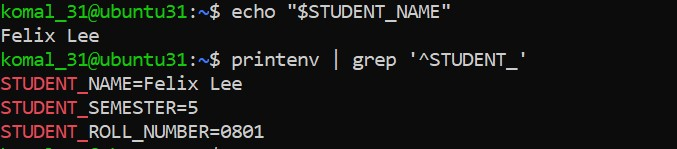 komal_31@ubuntu31:~$ echo "$STUDENT_NAME"
Felix Lee
komal_31@ubuntu31:~$ printenv | grep '^STUDENT_'
STUDENT_NAME=Felix Lee
STUDENT_SEMESTER=5
STUDENT_ROLL_NUMBER=0801